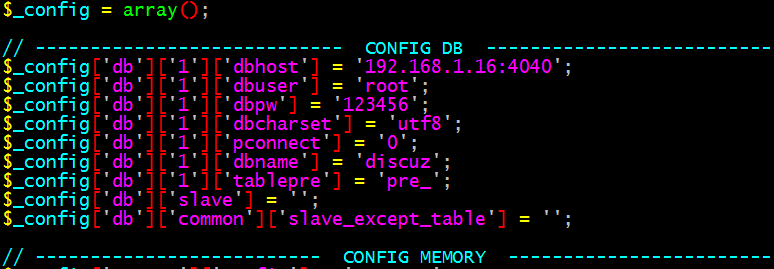 $_config = array();
// ---------------------------- CONFIG DB ----------------------------
$_config['db']['1']['dbhost'] = '192.168.1.16:4040';
$_config['db']['1']['dbuser'] = 'root';
$_config['db']['1']['dbpw'] = '123456';
$_config['db']['1']['dbcharset'] = 'utf8';
$_config['db']['1']['pconnect'] = '0';
$_config['db']['1']['dbname'] = 'discuz';
$_config['db']['1']['tablepre'] = 'pre_';
$_config['db']['slave'] = '';
$_config['db']['common']['slave_except_table'] = '';
// -------------------------- CONFIG MEMORY --------------------------